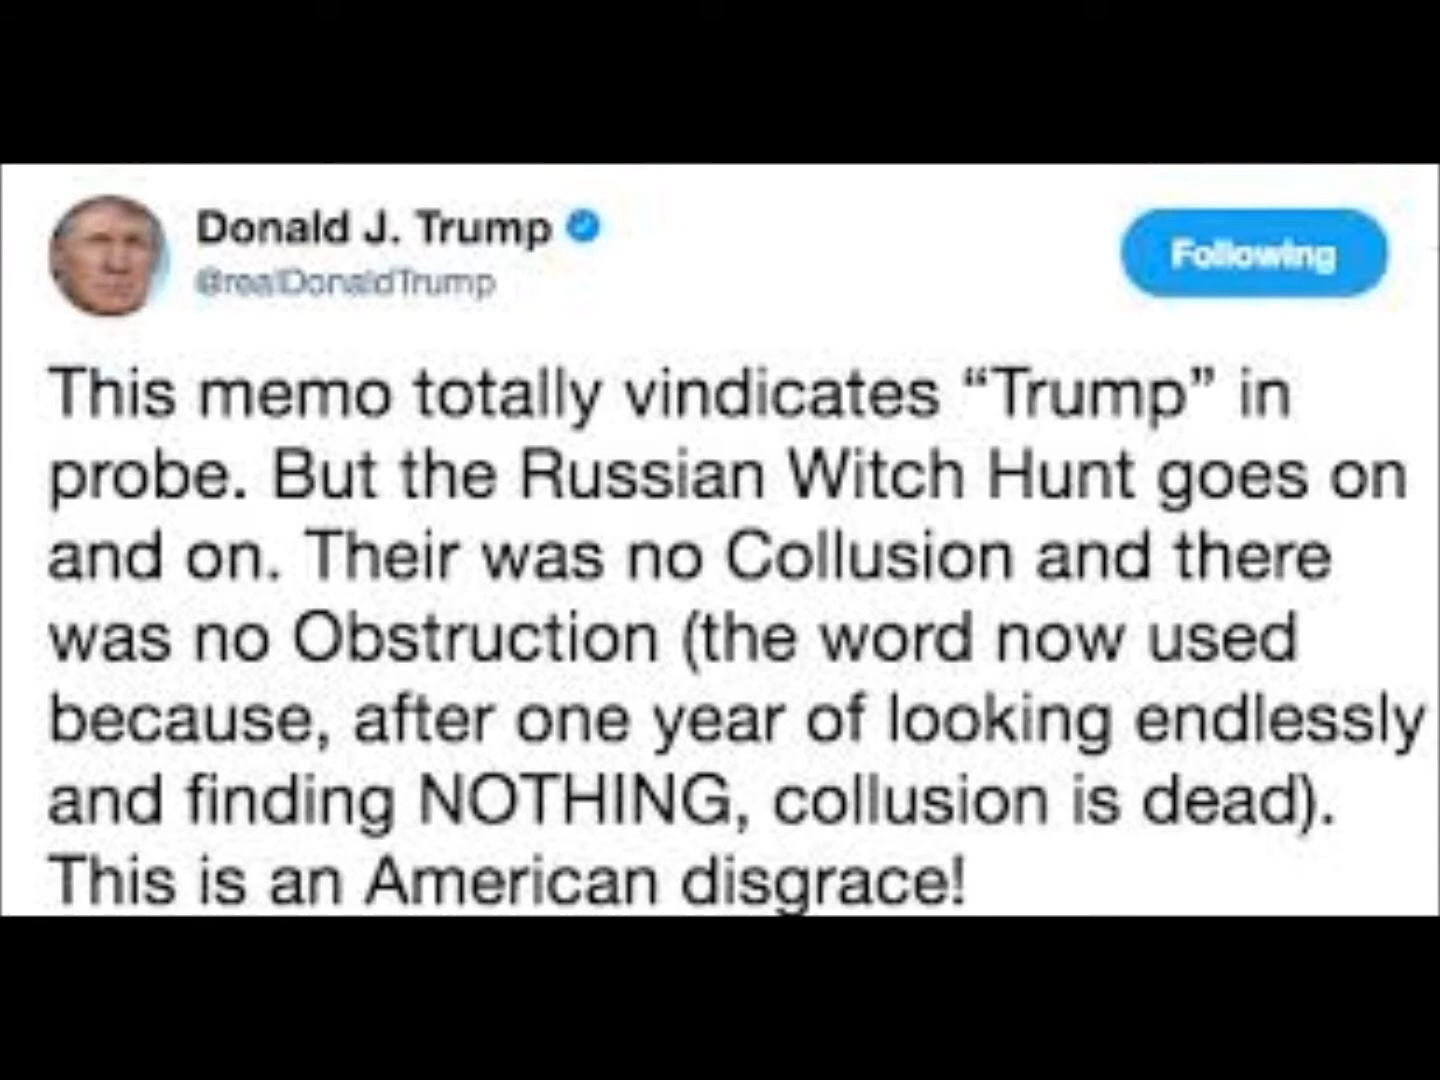 Donald J. Trump
@realDonaldTrump
Following
This memo totally vindicates “Trump” in
probe. But the Russian Witch Hunt goes on
and on. Their was no Collusion and there
was no Obstruction (the word now used
because, after one year of looking endlessly
and finding NOTHING, collusion is dead).
This is an American disgrace!